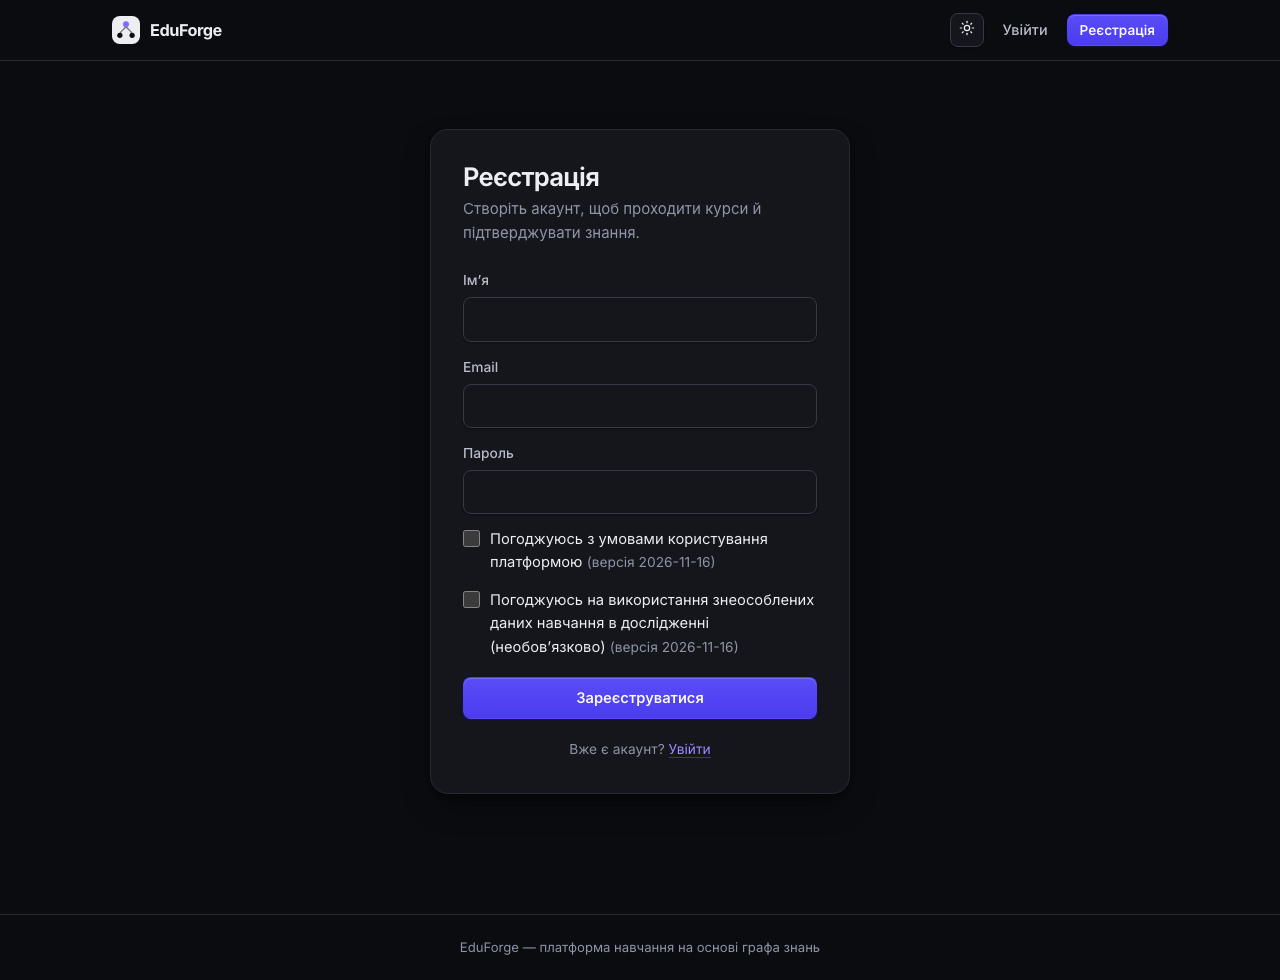 EduForge
Увійти
Реєстрація
Реєстрація
Створіть акаунт, щоб проходити курси й
підтверджувати знання.
Ім’я
Email
Пароль
Погоджуюсь з умовами користування
платформою (версія 2026-11-16)
Погоджуюсь на використання знеособлених
даних навчання в дослідженні
(необов’язково) (версія 2026-11-16)
Зареєструватися
Вже є акаунт? Увійти
EduForge — платформа навчання на основі графа знань